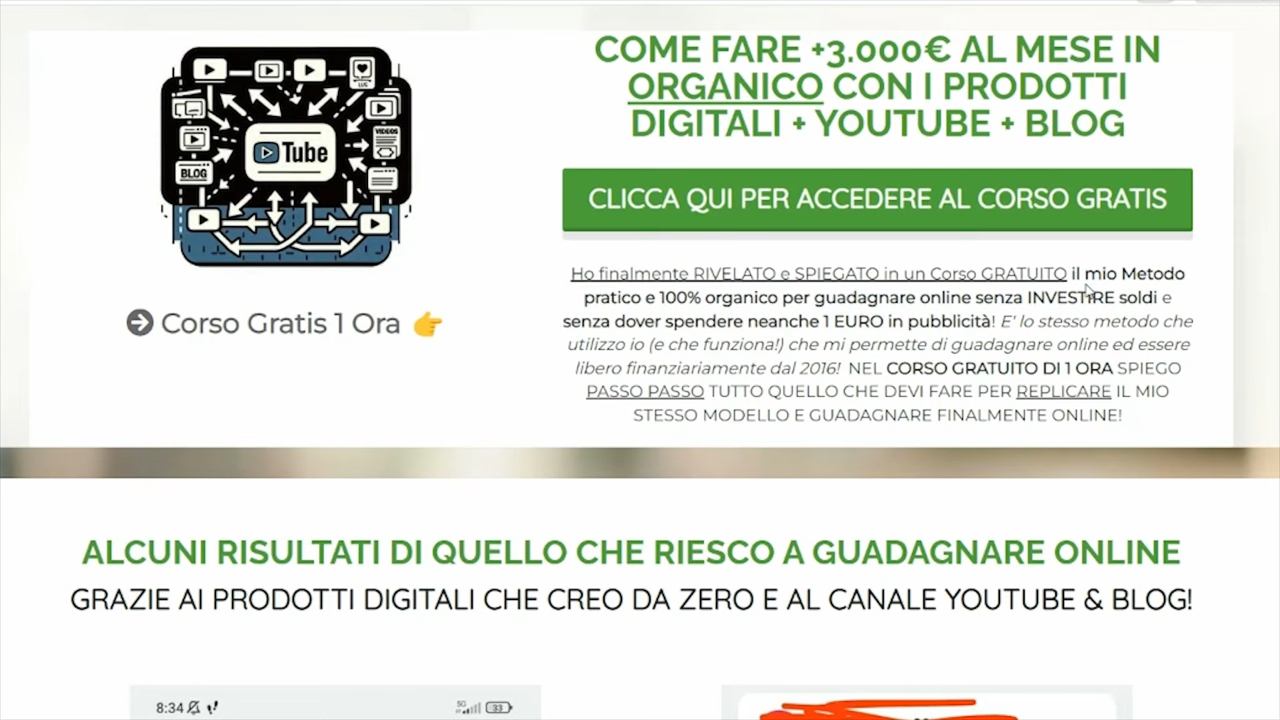 COME FARE +3.000€ AL MESE IN
ORGANICO CON I PRODOTTI
DIGITALI + YOUTUBE + BLOG
CLICCA QUI PER ACCEDERE AL CORSO GRATIS
Ho finalmente RIVELATO e SPIEGATO in un Corso GRATUITO il mio Metodo
pratico e 100% organico per guadagnare online senza INVESTIRE soldi e
senza dover spendere neanche 1 EURO in pubblicità! E' lo stesso metodo che
utilizzo io (e che funziona!) che mi permette di guadagnare online ed essere
libero finanziariamente dal 2016! NEL CORSO GRATUITO DI 1 ORA SPIEGO
PASSO PASSO TUTTO QUELLO CHE DEVI FARE PER REPLICARE IL MIO
STESSO MODELLO E GUADAGNARE FINALMENTE ONLINE!
Tube
VIDEOS
BLOG
Corso Gratis 1 Ora
ALCUNI RISULTATI DI QUELLO CHE RIESCO A GUADAGNARE ONLINE
GRAZIE AI PRODOTTI DIGITALI CHE CREO DA ZERO E AL CANALE YOUTUBE & BLOG!
8:34
5G
33